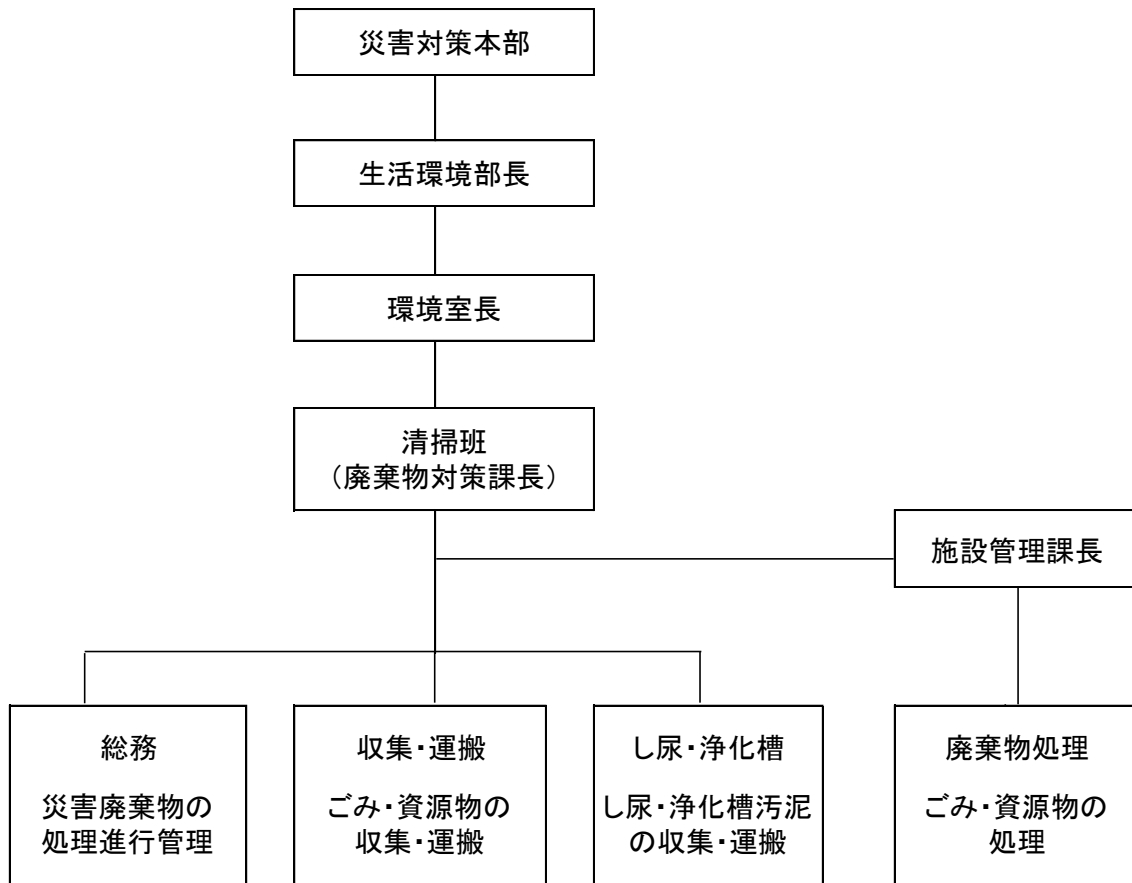 災害対策本部
生活環境部長
環境室長
清掃班
（廃棄物対策課長）
施設管理課長
総務
災害廃棄物の
処理進行管理
収集・運搬
ごみ・資源物の
収集・運搬
し尿・浄化槽
し尿・浄化槽汚泥
の収集・運搬
廃棄物処理
ごみ・資源物の
処理